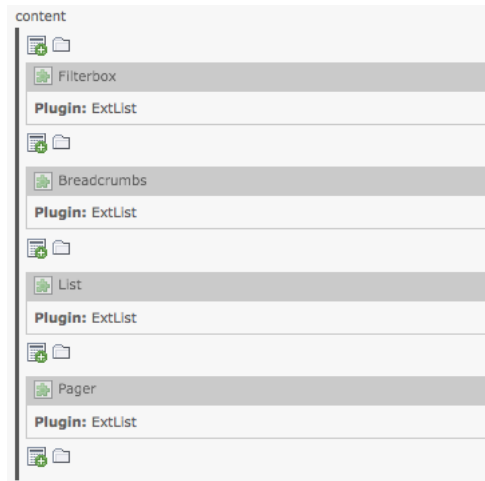 content
Filterbox
Plugin: ExtList
Breadcrumbs
Plugin: ExtList
List
Plugin: ExtList
Pager
Plugin: ExtList